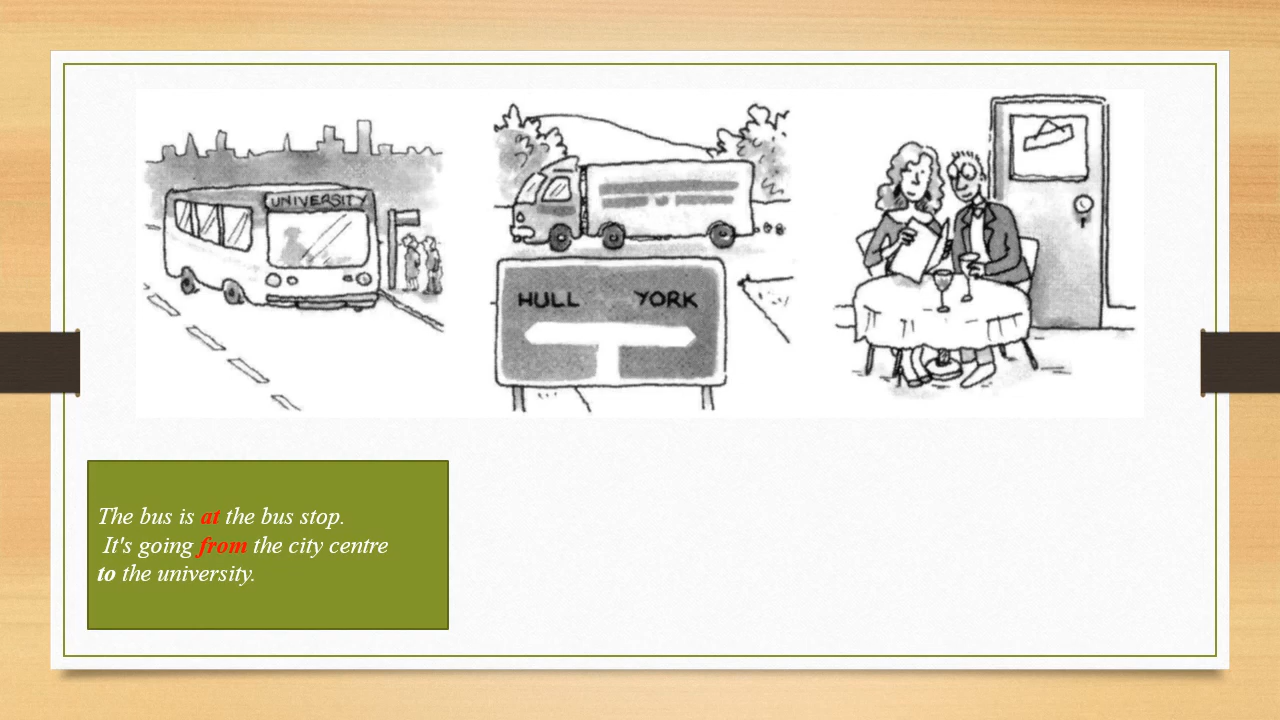 UNIVERSITY
HULL YORK
The bus is at the bus stop.
It's going from the city centre
to the university.